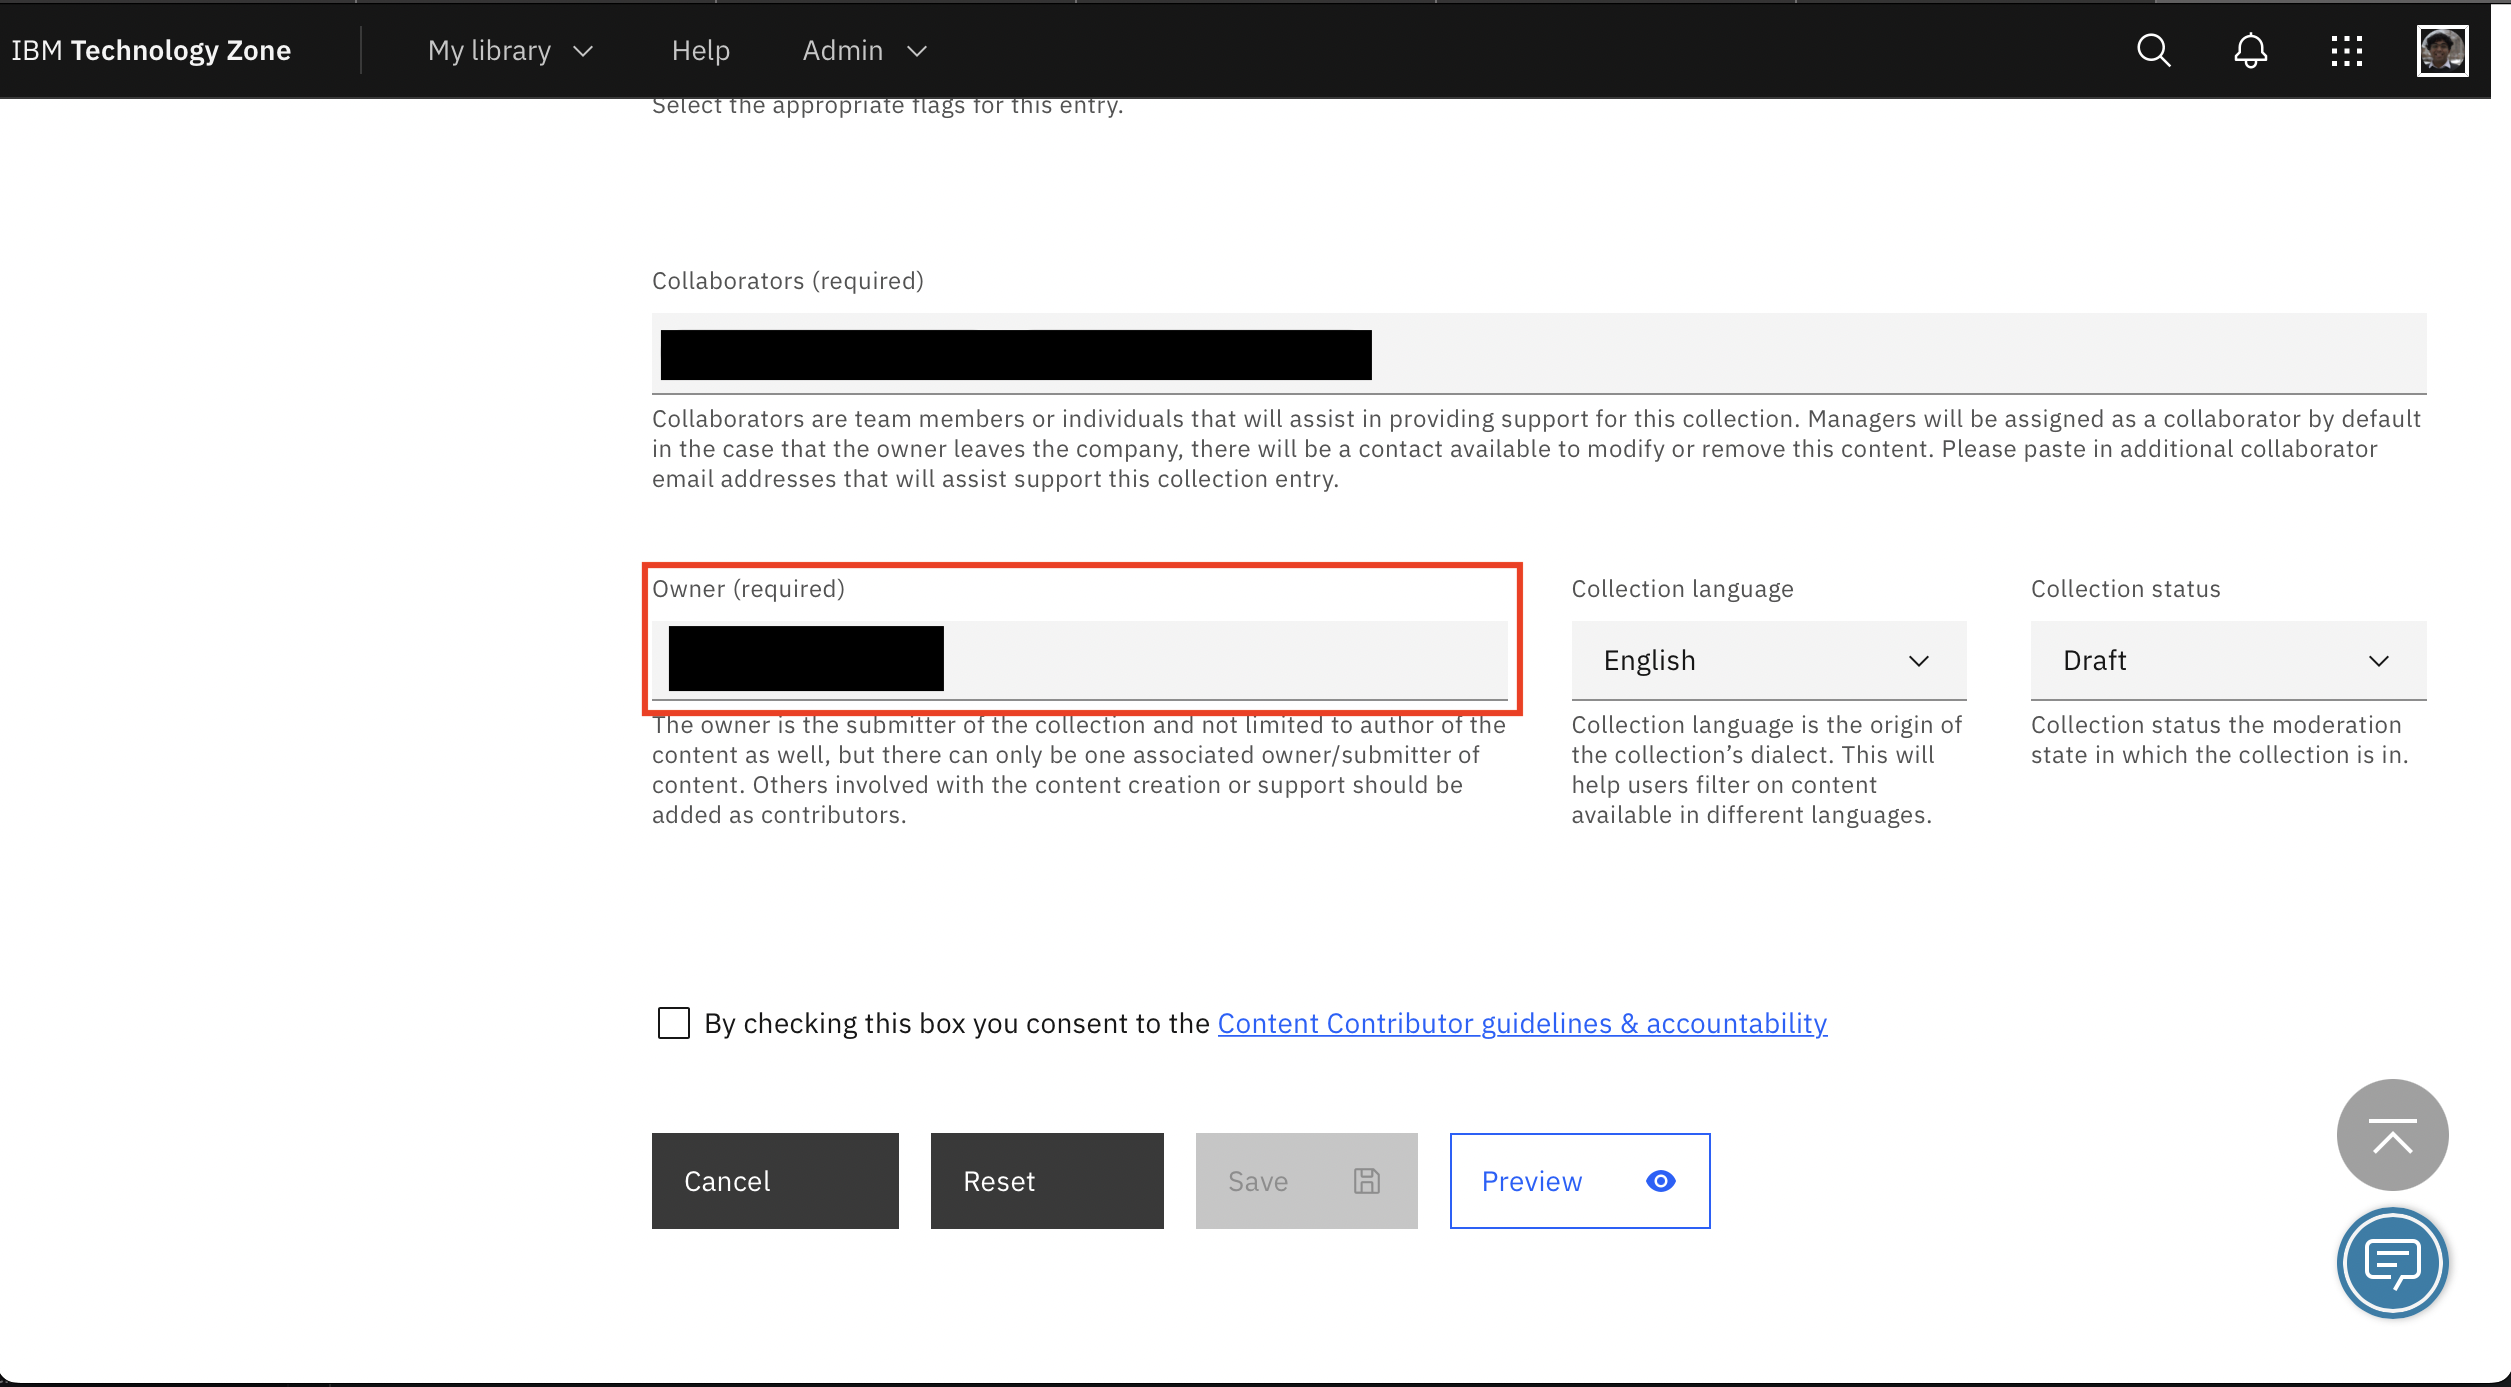 IBM Technology Zone My library Help Admin
Select the appropriate flags for this entry.
Collaborators (required)
Collaborators are team members or individuals that will assist in providing support for this collection. Managers will be assigned as a collaborator by default
in the case that the owner leaves the company, there will be a contact available to modify or remove this content. Please paste in additional collaborator
email addresses that will assist support this collection entry.
Owner (required)
The owner is the submitter of the collection and not limited to author of the
content as well, but there can only be one associated owner/submitter of
content. Others involved with the content creation or support should be
added as contributors.
Collection language
English
Collection language is the origin of
the collection’s dialect. This will
help users filter on content
available in different languages.
Collection status
Draft
Collection status the moderation
state in which the collection is in.
By checking this box you consent to the Content Contributor guidelines & accountability
Cancel Reset Save Preview